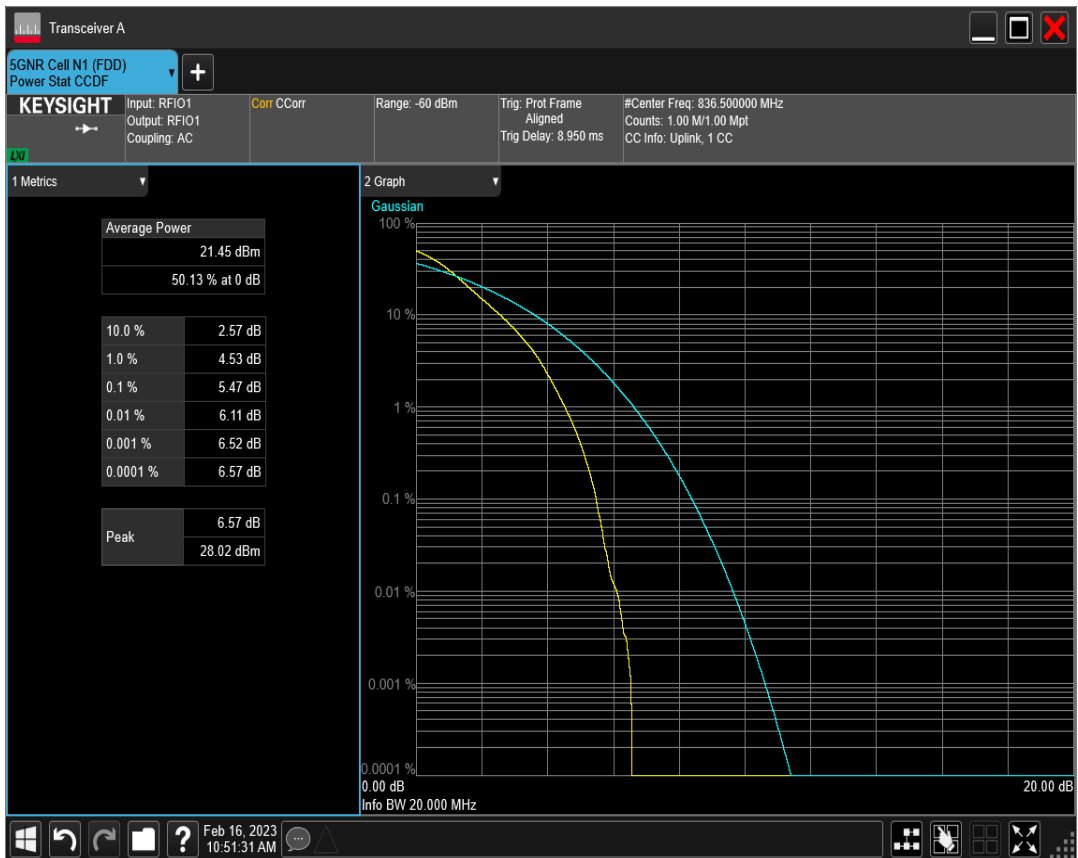 Transceiver A
5GNR Cell N1 (FDD)
Power Stat CCDF
+
KEYSIGHT
LXI
Input: RFIO1
Output: RFIO1
Coupling: AC
Corr CCorr
Range: -60 dBm
Trig: Prot Frame
Aligned
Trig Delay: 8.950 ms
#Center Freq: 836.500000 MHz
Counts: 1.00 M/1.00 Mpt
CC Info: Uplink, 1 CC
1 Metrics
Average Power
21.45 dBm
50.13 % at 0 dB
10.0 % 2.57 dB
1.0 % 4.53 dB
0.1 % 5.47 dB
0.01 % 6.11 dB
0.001 % 6.52 dB
0.0001 % 6.57 dB
Peak
6.57 dB
28.02 dBm
2 Graph
Gaussian
100 %
10 %
1 %
0.1 %
0.01 %
0.001 %
0.0001 %
0.00 dB 20.00 dB
Info BW 20.000 MHz
?
Feb 16, 2023
10:51:31 AM